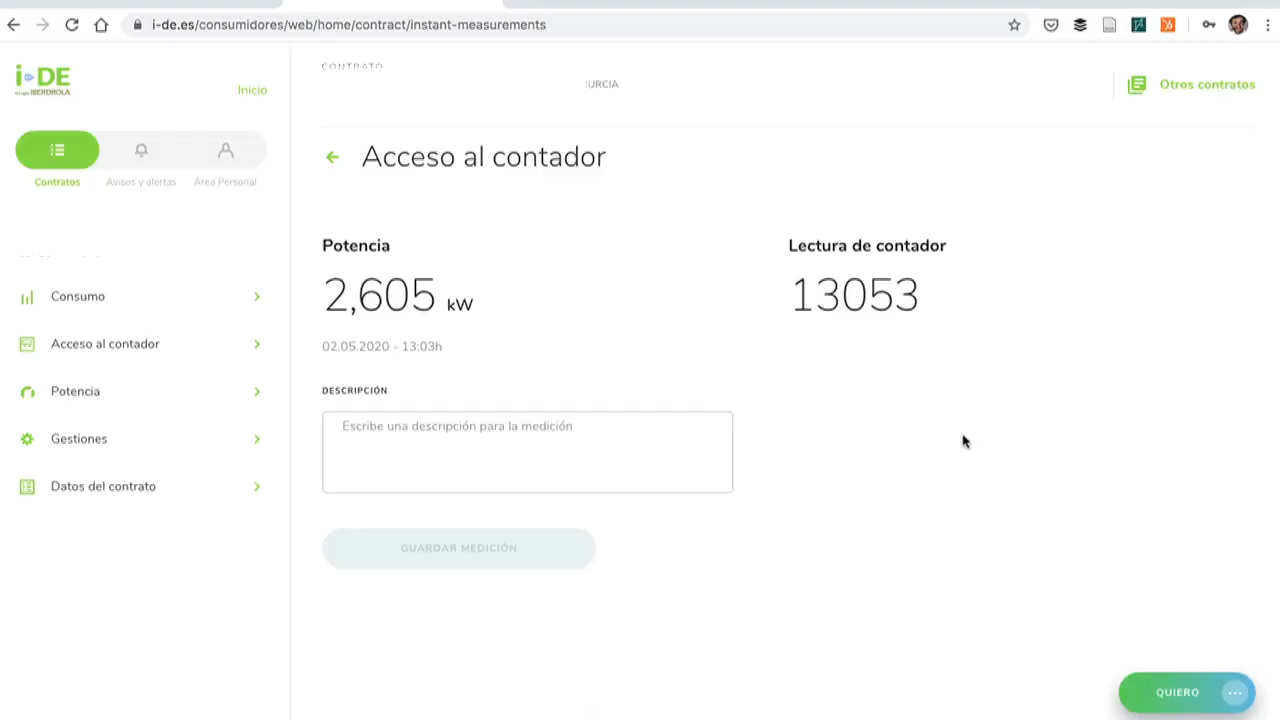 i-de.es/consumidores/web/home/contract/instant-measurements
i-DE
Grupo IBERDROLA
Inicio
CONTRATO
URCIA
Otros contratos
Contratos
Avisos y alertas
Área Personal
Acceso al contador
Consumo
Acceso al contador
Potencia
Gestiones
Datos del contrato
Potencia
2,605 kW
02.05.2020 - 13:03h
Lectura de contador
13053
DESCRIPCIÓN
Escribe una descripción para la medición
GUARDAR MEDICIÓN
QUIERO